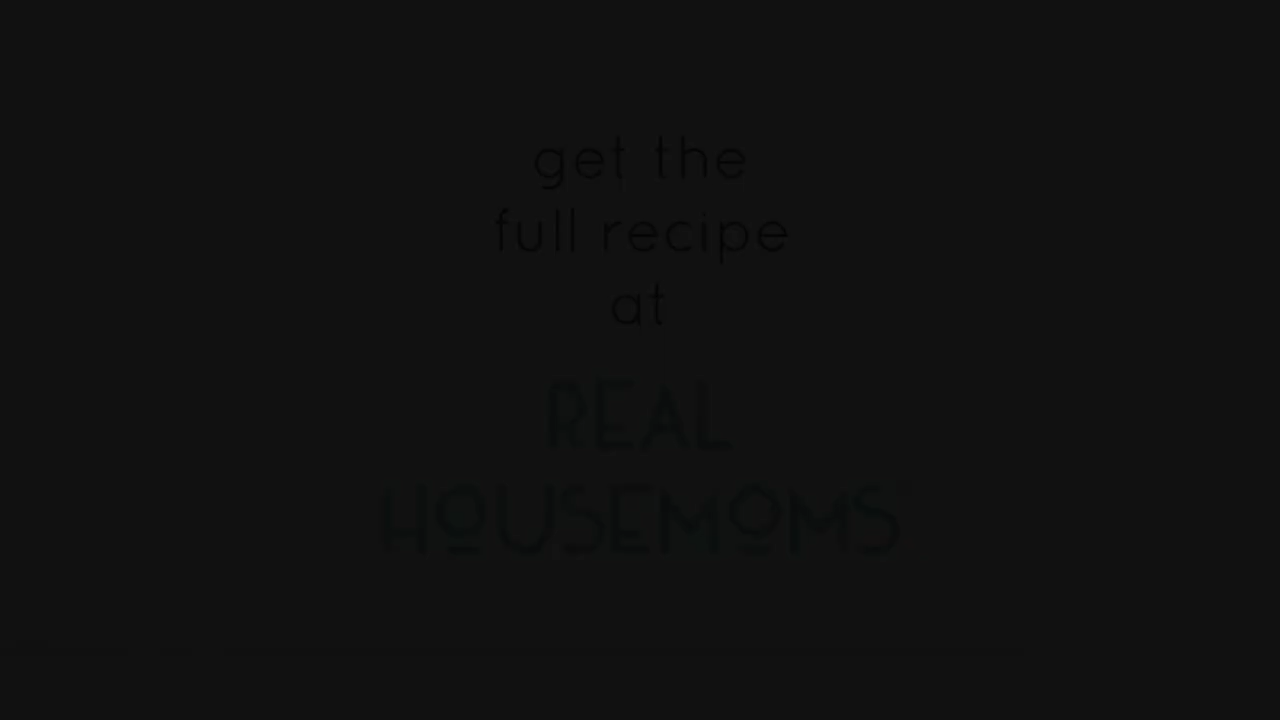 get the
full recipe
at
REAL
HOUSEMOMS